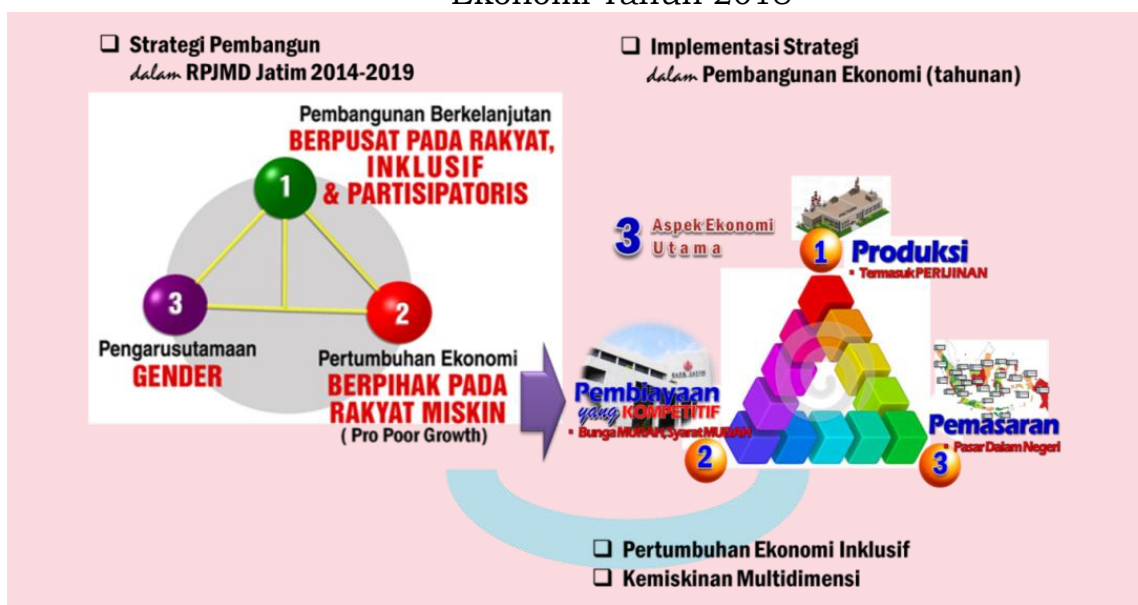 Ekonomi Tahun 2018
❑ Strategi Pembangun
dalam RPJMD Jatim 2014-2019
Pembangunan Berkelanjutan
BERPUSAT PADA RAKYAT,
INKLUSIF
& PARTISIPATORIS
1
3
2
Pengarusutamaan
GENDER
Pertumbuhan Ekonomi
BERPIHAK PADA
RAKYAT MISKIN
( Pro Poor Growth)
❑ Implementasi Strategi
dalam Pembangunan Ekonomi (tahunan)
3 Aspek Ekonomi
Utama
1 Produksi
▪ Termasuk PERIJINAN
BANK JATIM
Pembiayaan
yang KOMPETITIF
▪ Bunga MURAH, Syarat MUDAH
2
Pemasaran
▪ Pasar Dalam Negeri
3
❑ Pertumbuhan Ekonomi Inklusif
❑ Kemiskinan Multidimensi